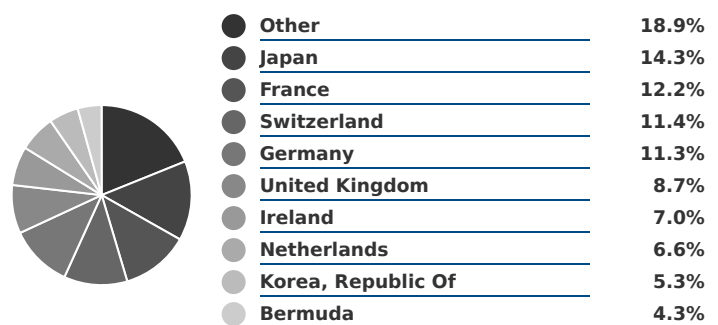 Other 18.9%
Japan 14.3%
France 12.2%
Switzerland 11.4%
Germany 11.3%
United Kingdom 8.7%
Ireland 7.0%
Netherlands 6.6%
Korea, Republic Of 5.3%
Bermuda 4.3%